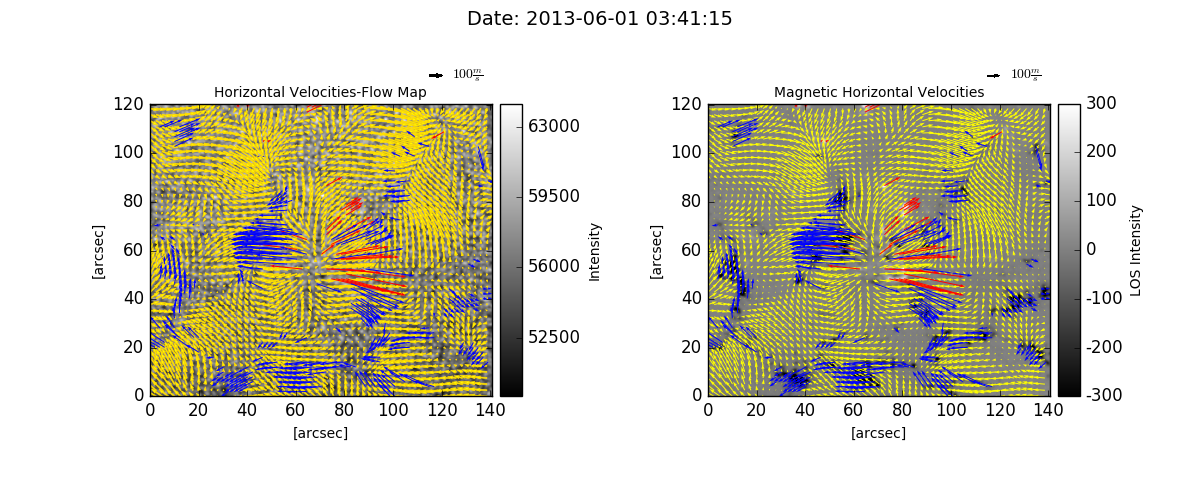 Date: 2013-06-01 03:41:15
100 m/s
100 m/s
Horizontal Velocities-Flow Map
Magnetic Horizontal Velocities
120
100
80
60
40
20
0
[arcsec]
0 20 40 60 80 100 120 140
[arcsec]
63000
59500
56000
52500
Intensity
120
100
80
60
40
20
0
[arcsec]
0 20 40 60 80 100 120 140
[arcsec]
300
200
100
0
-100
-200
-300
LOS Intensity